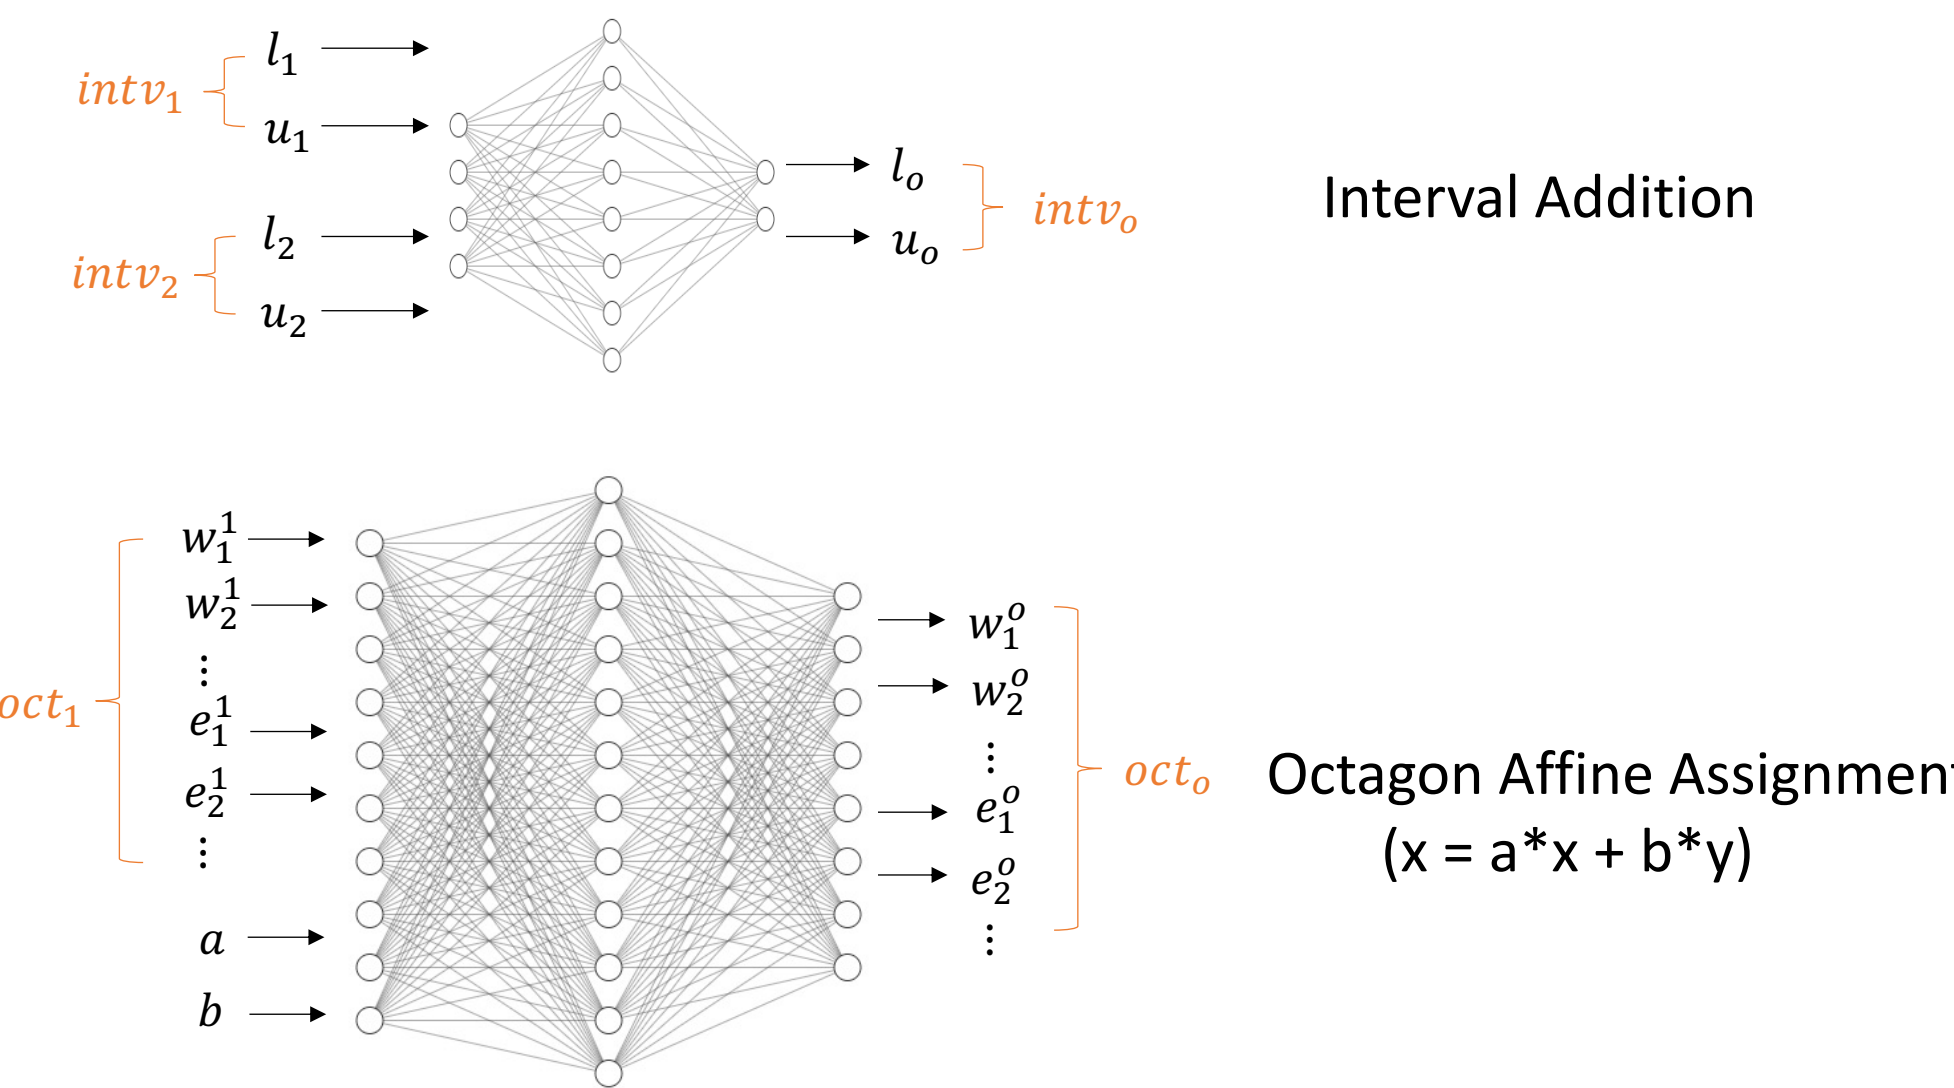 l₁
intv₁
u₁
l₂
intv₂
u₂
lₒ
uₒ
intvₒ
Interval Addition
w₁¹
w₂¹
⋮
e₁¹
oct₁
e₂¹
⋮
a
b
w₁ᵒ
w₂ᵒ
⋮
e₁ᵒ
e₂ᵒ
⋮
octₒ
Octagon Affine Assignment
(x = a*x + b*y)